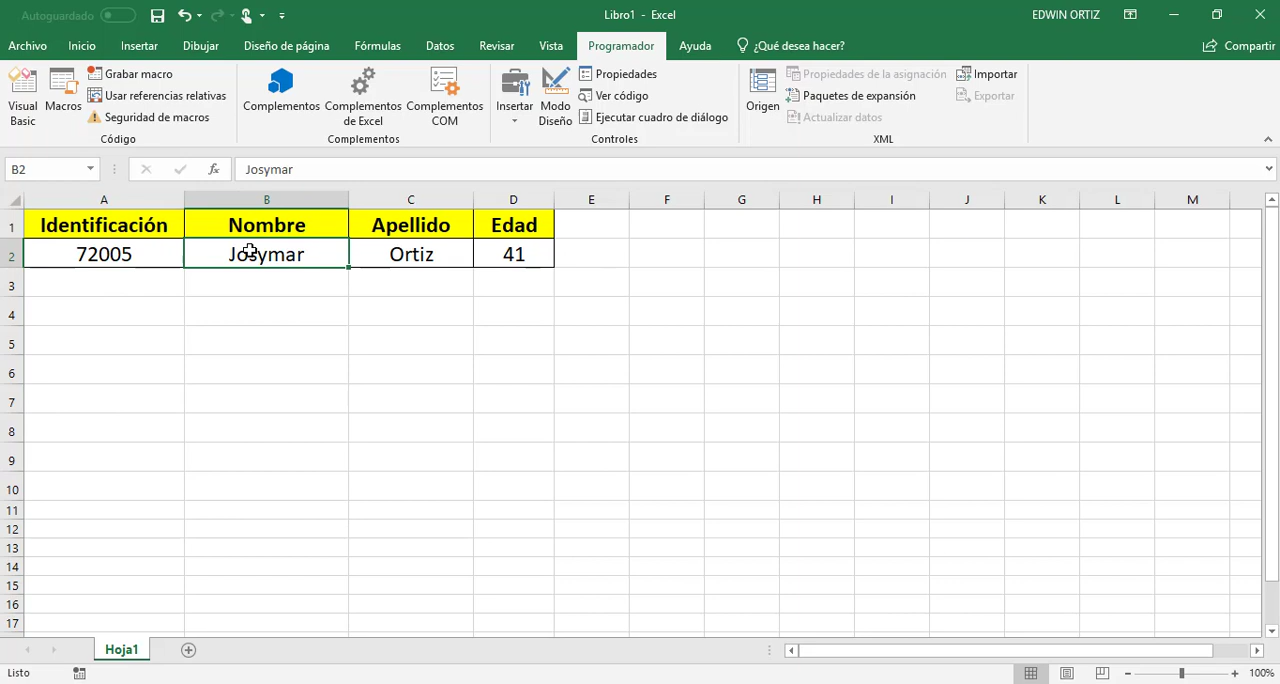 Autoguardado
Libro1 - Excel
EDWIN ORTIZ
Archivo Inicio Insertar Dibujar Diseño de página Fórmulas Datos Revisar Vista Programador Ayuda ¿Qué desea hacer? Compartir
Visual Basic
Macros
Grabar macro
Usar referencias relativas
Seguridad de macros
Código
Complementos
Complementos de Excel
Complementos COM
Complementos
Insertar
Modo Diseño
Propiedades
Ver código
Ejecutar cuadro de diálogo
Controles
Origen
Propiedades de la asignación
Paquetes de expansión
Actualizar datos
Importar
Exportar
XML
B2 fx Josymar
A B C D E F G H I J K L M
1 Identificación Nombre Apellido Edad
2 72005 Josymar Ortiz 41
3
4
5
6
7
8
9
10
11
12
13
14
15
16
17
Hoja1
Listo 100%